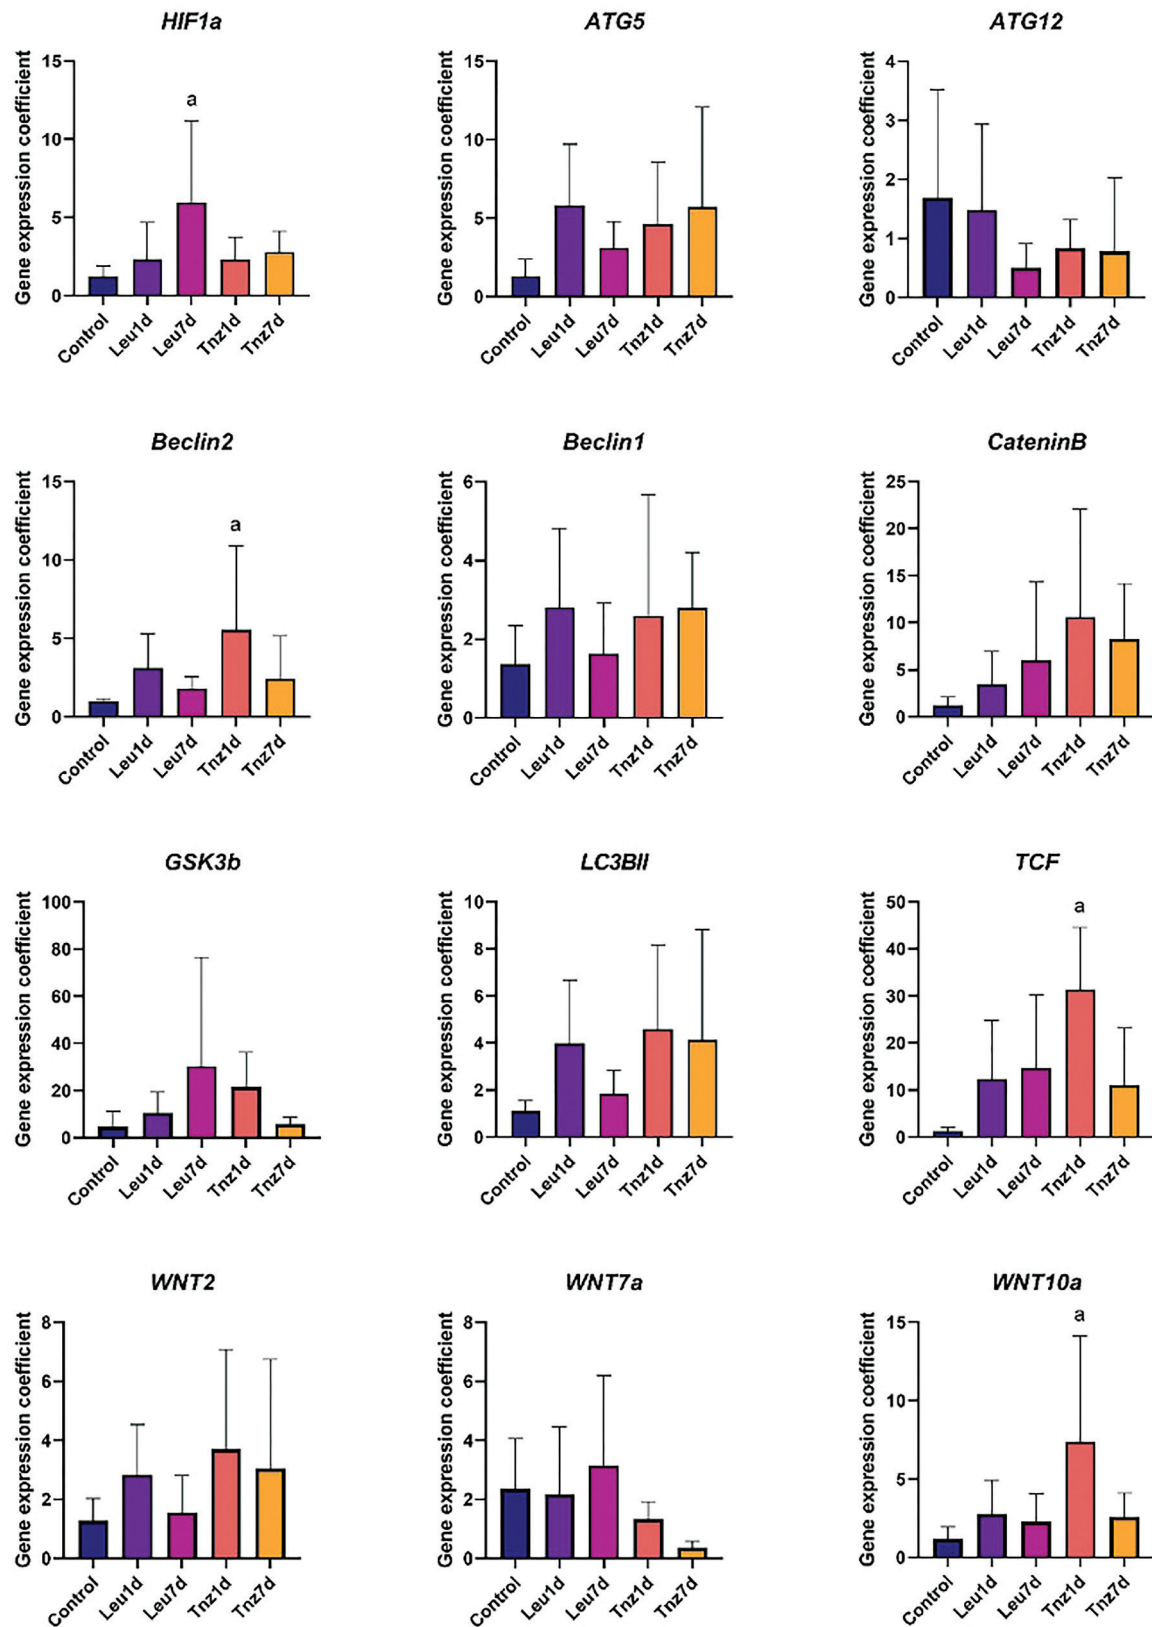 HIF1a
Gene expression coefficient
15
a
10
5
0
Control
Leu1d
Leu7d
Tnz1d
Tnz7d
ATG5
Gene expression coefficient
15
10
5
0
Control
Leu1d
Leu7d
Tnz1d
Tnz7d
ATG12
Gene expression coefficient
4
3
2
1
0
Control
Leu1d
Leu7d
Tnz1d
Tnz7d
Beclin2
Gene expression coefficient
15
a
10
5
0
Control
Leu1d
Leu7d
Tnz1d
Tnz7d
Beclin1
Gene expression coefficient
6
4
2
0
Control
Leu1d
Leu7d
Tnz1d
Tnz7d
CateninB
Gene expression coefficient
25
20
15
10
5
0
Control
Leu1d
Leu7d
Tnz1d
Tnz7d
GSK3b
Gene expression coefficient
100
80
60
40
20
0
Control
Leu1d
Leu7d
Tnz1d
Tnz7d
LC3BII
Gene expression coefficient
10
8
6
4
2
0
Control
Leu1d
Leu7d
Tnz1d
Tnz7d
TCF
Gene expression coefficient
50
a
40
30
20
10
0
Control
Leu1d
Leu7d
Tnz1d
Tnz7d
WNT2
Gene expression coefficient
8
6
4
2
0
Control
Leu1d
Leu7d
Tnz1d
Tnz7d
WNT7a
Gene expression coefficient
8
6
4
2
0
Control
Leu1d
Leu7d
Tnz1d
Tnz7d
WNT10a
Gene expression coefficient
15
a
10
5
0
Control
Leu1d
Leu7d
Tnz1d
Tnz7d